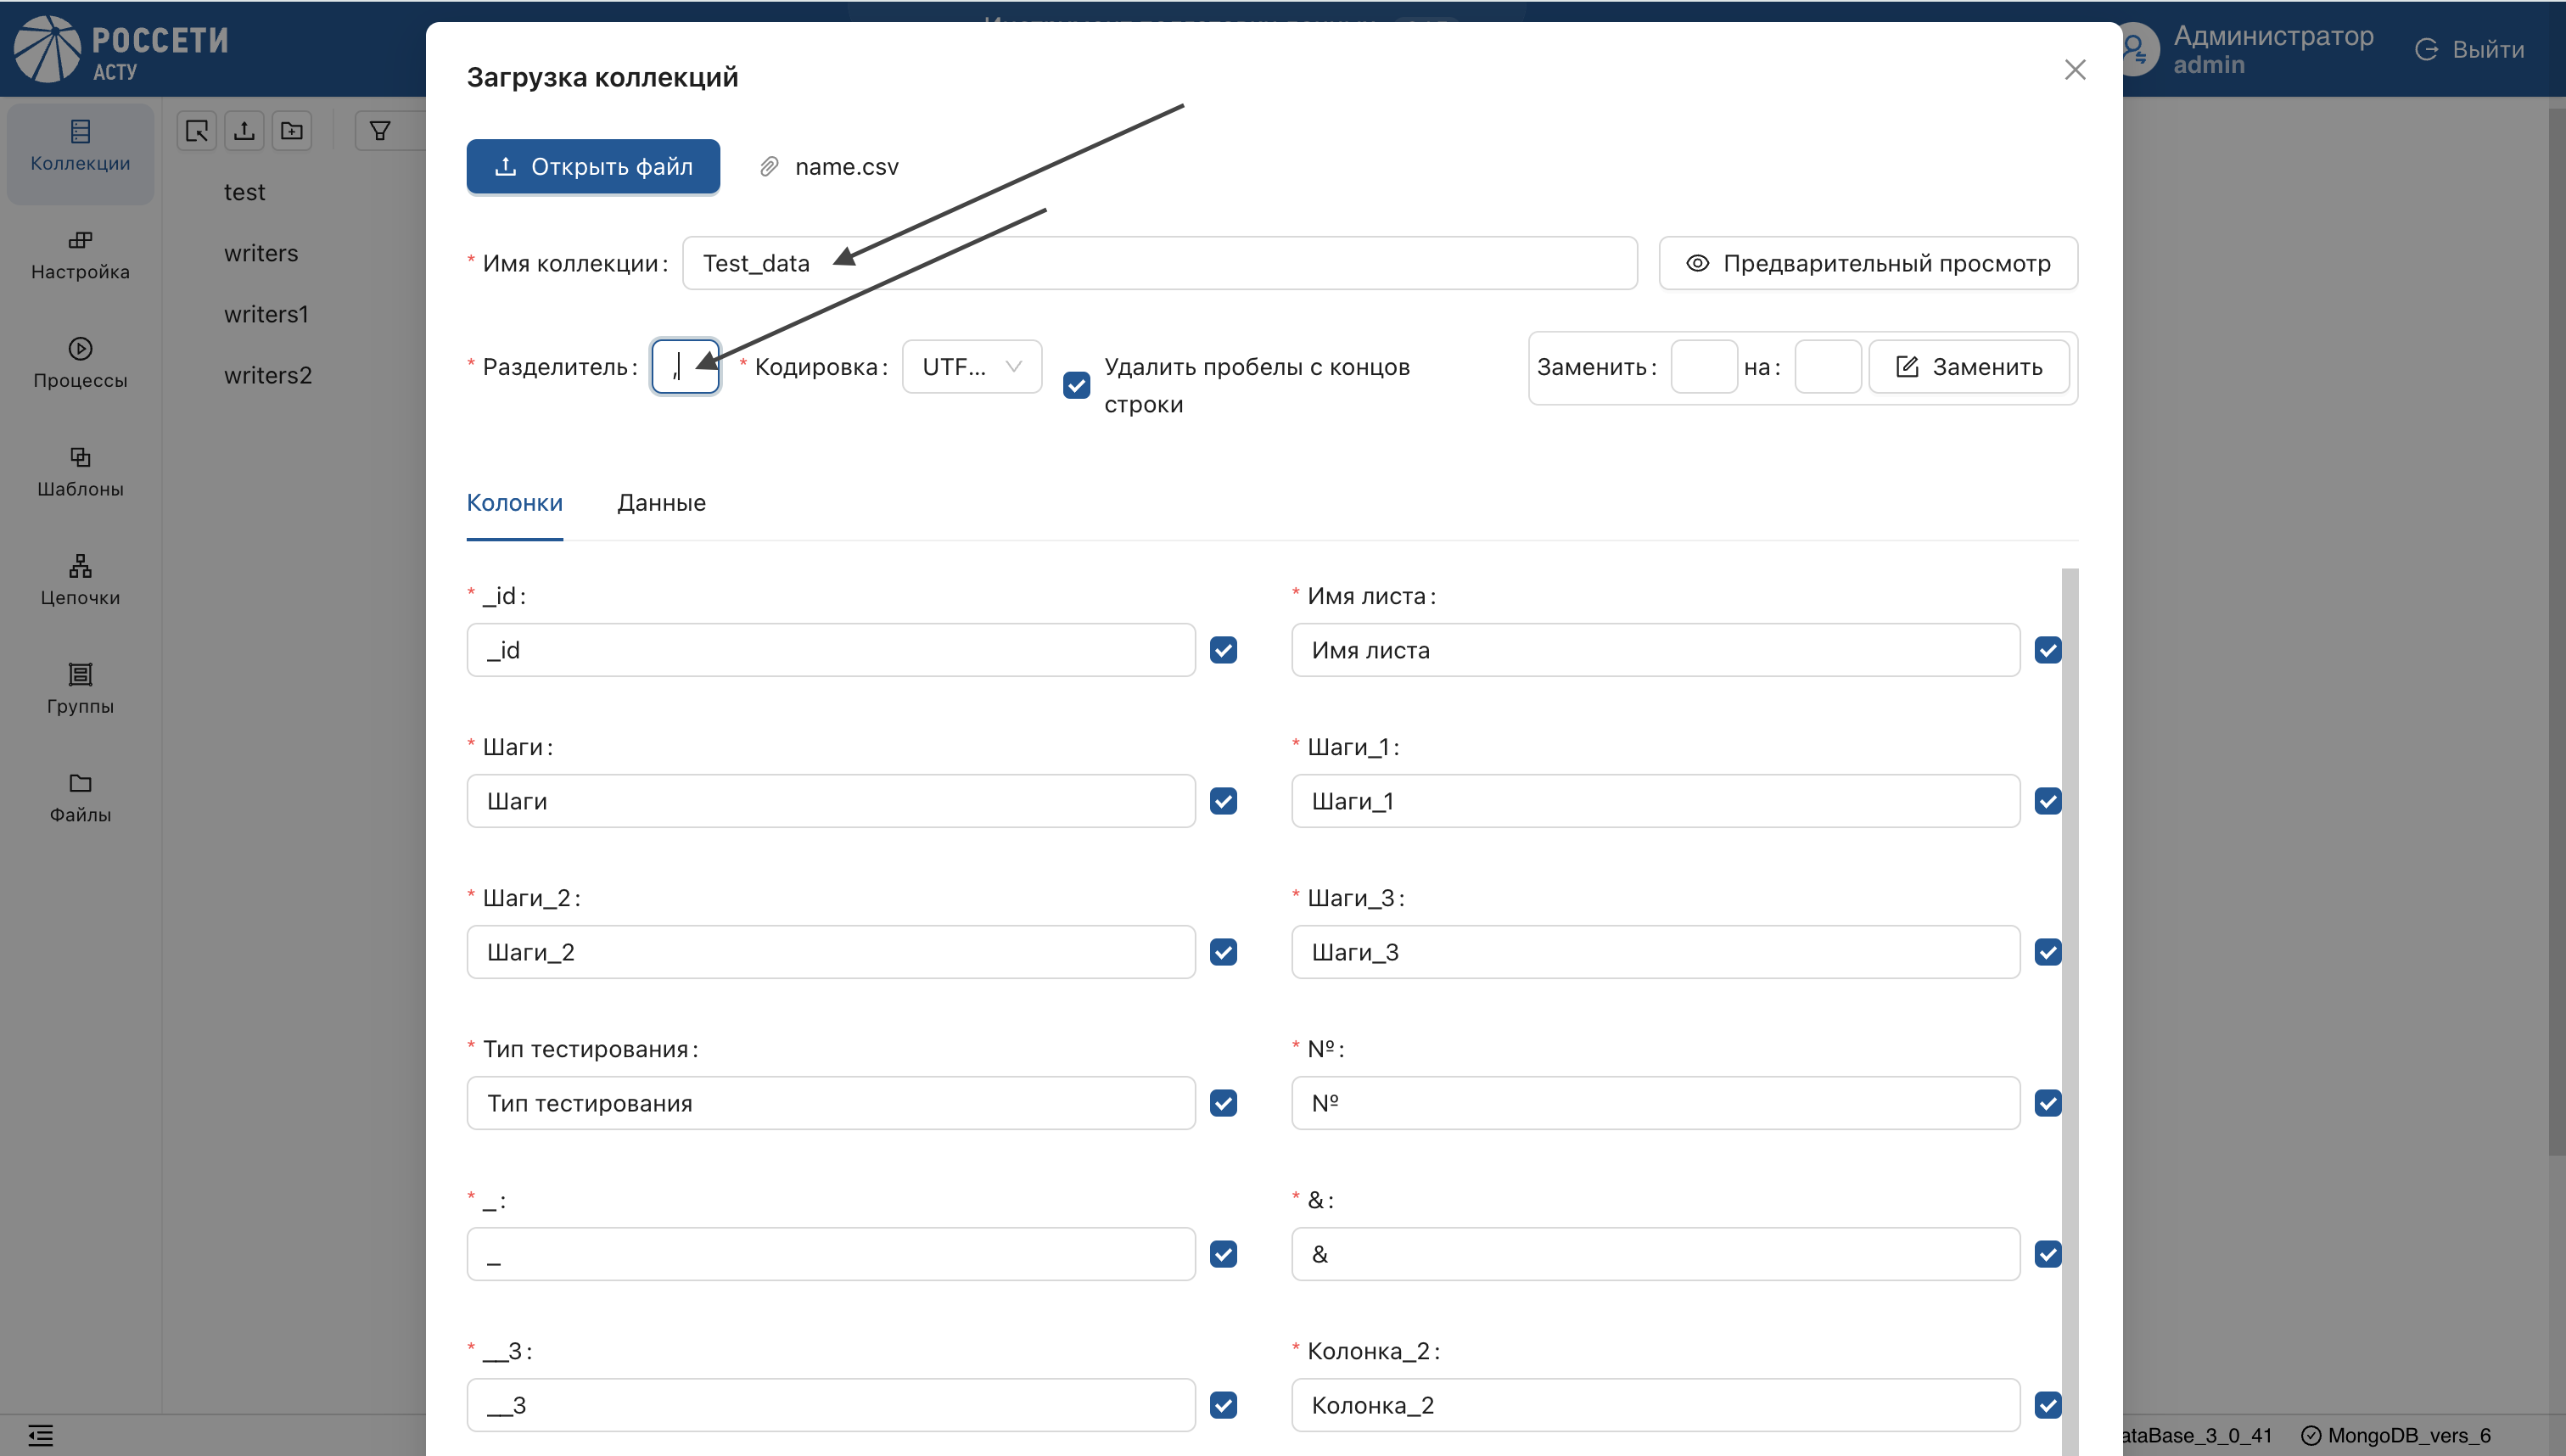 РОССЕТИ
АСТУ
Администратор
admin
Выйти
Коллекции
Настройка
Процессы
Шаблоны
Цепочки
Группы
Файлы
test
writers
writers1
writers2
Загрузка коллекций
Открыть файл
name.csv
* Имя коллекции: Test_data
Предварительный просмотр
* Разделитель: ,
* Кодировка: UTF...
Удалить пробелы с концов
строки
Заменить: на: Заменить
Колонки Данные
* _id: * Имя листа:
_id Имя листа
* Шаги: * Шаги_1:
Шаги Шаги_1
* Шаги_2: * Шаги_3:
Шаги_2 Шаги_3
* Тип тестирования: * №:
Тип тестирования №
* _: * &:
_ &
* __3: * Колонка_2:
__3 Колонка_2
ataBase_3_0_41 MongoDB_vers_6